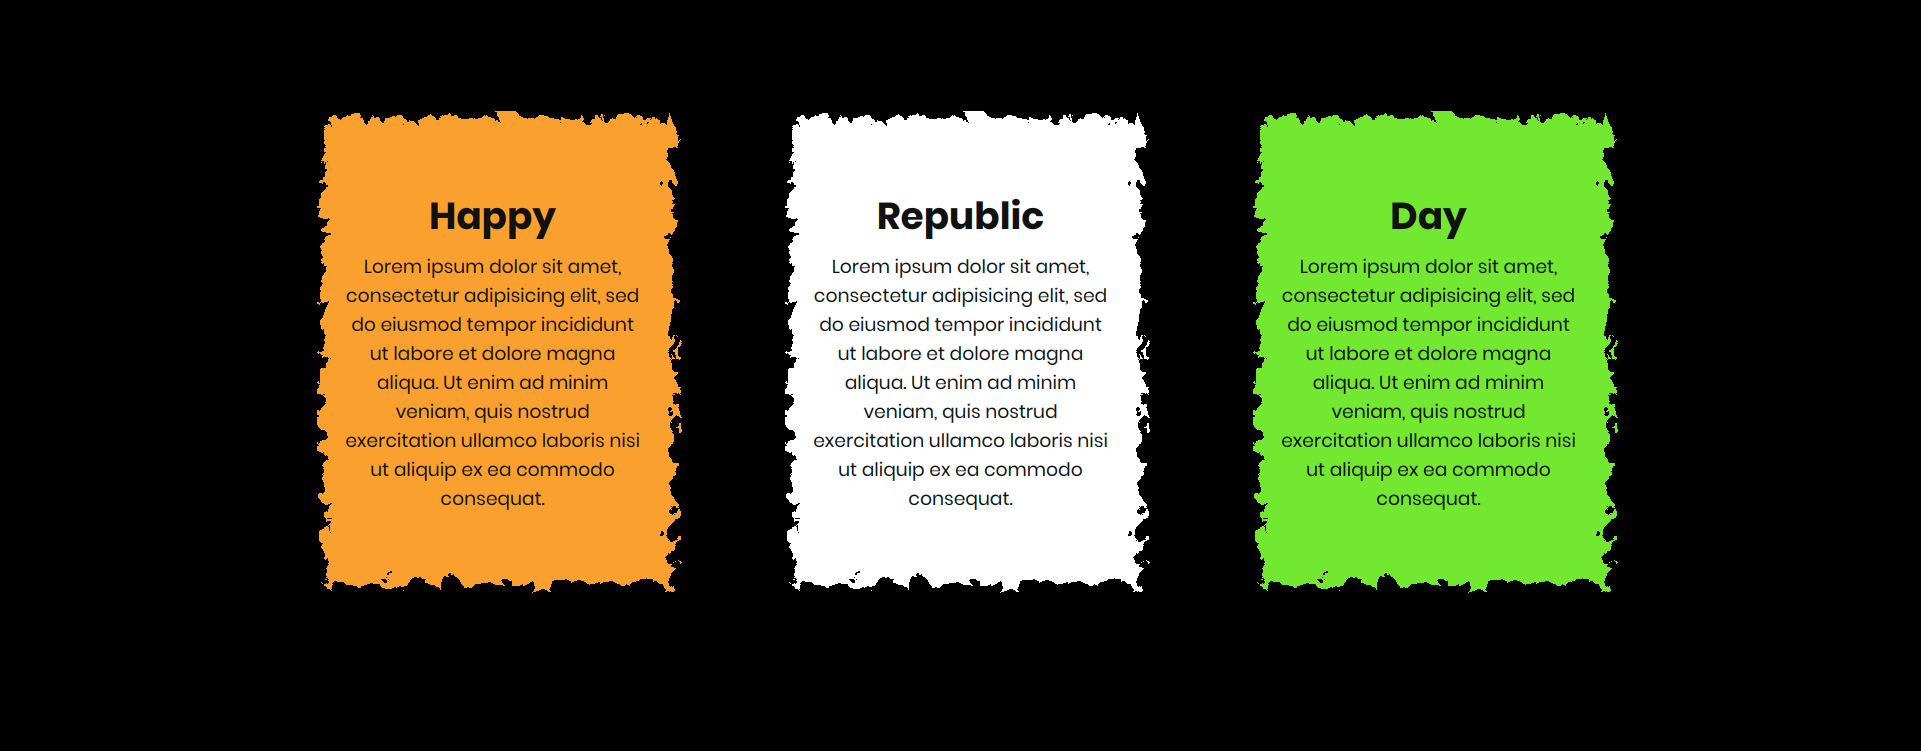 Happy
Lorem ipsum dolor sit amet,
consectetur adipisicing elit, sed
do eiusmod tempor incididunt
ut labore et dolore magna
aliqua. Ut enim ad minim
veniam, quis nostrud
exercitation ullamco laboris nisi
ut aliquip ex ea commodo
consequat.
Republic
Lorem ipsum dolor sit amet,
consectetur adipisicing elit, sed
do eiusmod tempor incididunt
ut labore et dolore magna
aliqua. Ut enim ad minim
veniam, quis nostrud
exercitation ullamco laboris nisi
ut aliquip ex ea commodo
consequat.
Day
Lorem ipsum dolor sit amet,
consectetur adipisicing elit, sed
do eiusmod tempor incididunt
ut labore et dolore magna
aliqua. Ut enim ad minim
veniam, quis nostrud
exercitation ullamco laboris nisi
ut aliquip ex ea commodo
consequat.